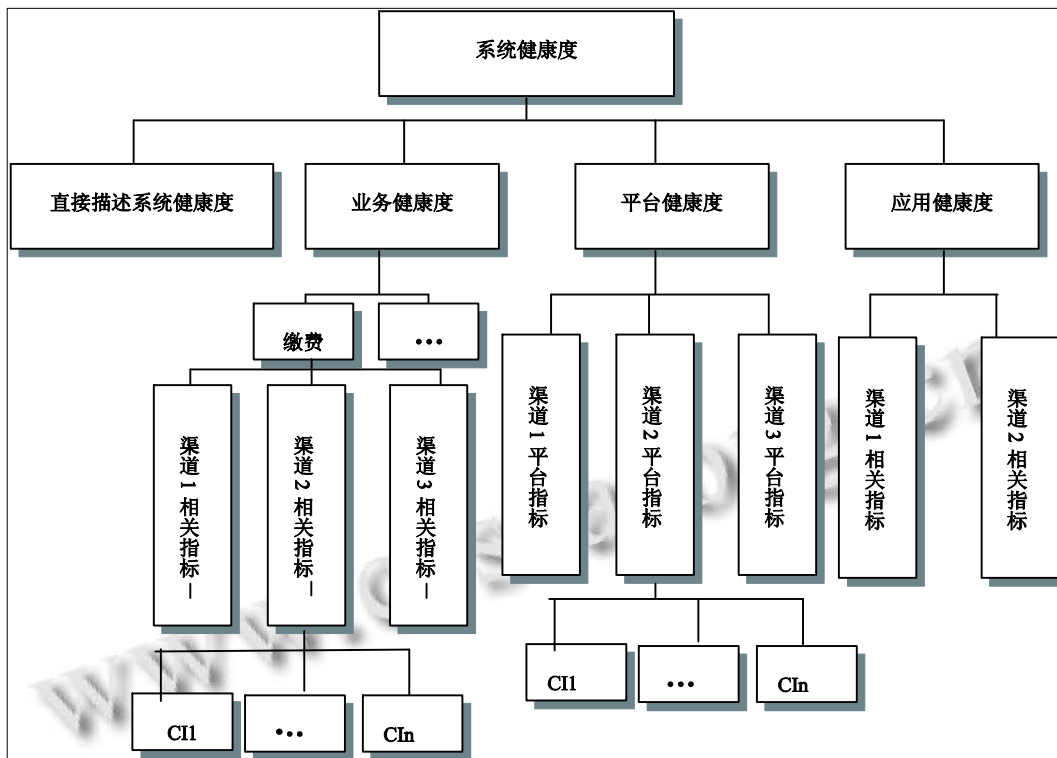 系统健康度
直接描述系统健康度
业务健康度
平台健康度
应用健康度
缴费
•••
渠道1相关指标—
渠道2相关指标—
渠道3相关指标—
渠道1平台指标
渠道2平台指标
渠道3平台指标
渠道1相关指标
渠道2相关指标
CI1
•••
CIn
CI1
•••
CIn